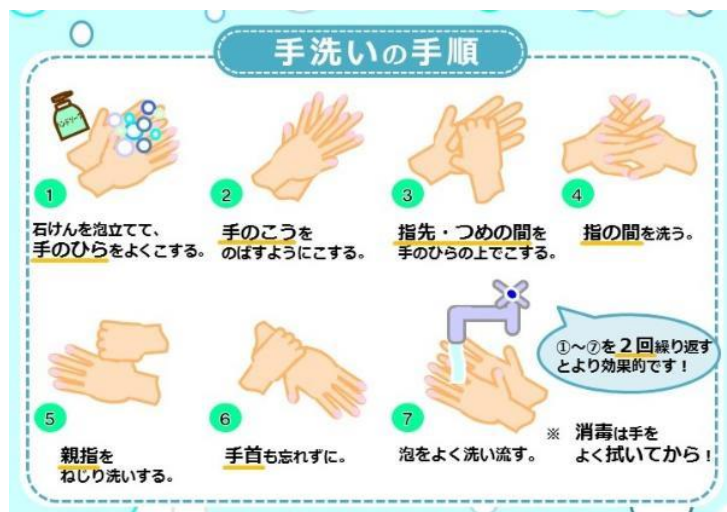 手洗いの手順
ハンドソープ
①
石けんを泡立てて、
手のひらをよくこする。
②
手のこうを
のばすようにこする。
③
指先・つめの間を
手のひらの上でこする。
④
指の間を洗う。
⑤
親指を
ねじり洗いする。
⑥
手首も忘れずに。
⑦
泡をよく洗い流す。
①～⑦を2回繰り返す
とより効果的です！
※ 消毒は手を
よく拭いてから！